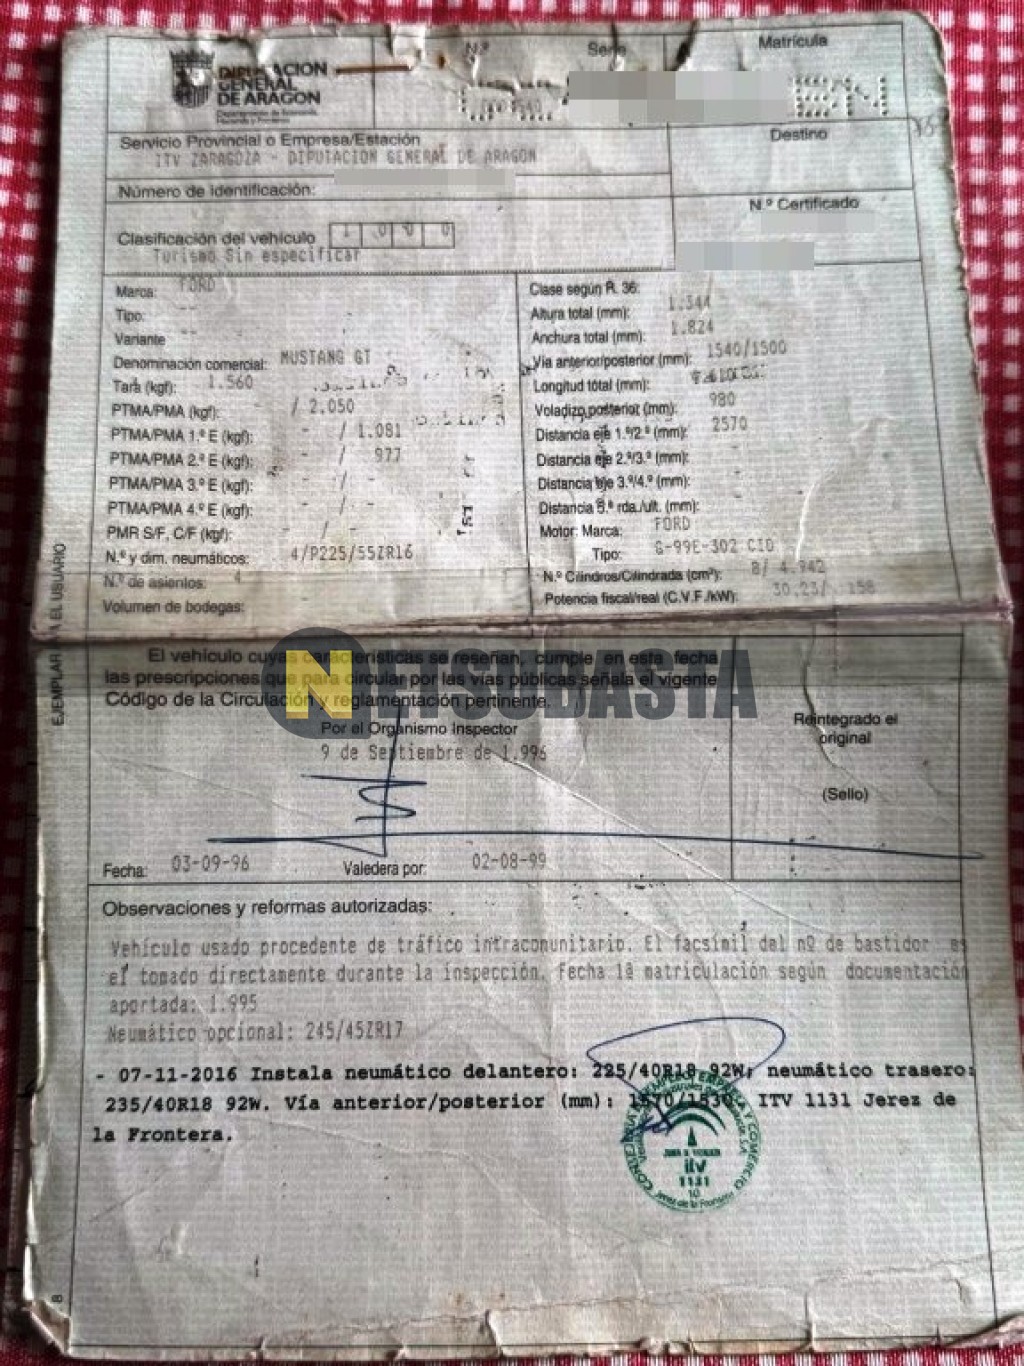 DIPUTACION
GENERAL
DE ARAGON
N.º Serie
Matrícula
Servicio Provincial o Empresa/Estación
ITV ZARAGOZA - DIPUTACION GENERAL DE ARAGON
Destino
Número de identificación:
N.º Certificado
Clasificación del vehículo 1 0 0 0
Turismo Sin especificar
Marca: FORD
Tipo: --
Variante --
Denominación comercial: MUSTANG GT
Tara (kgf): 1.560
PTMA/PMA (kgf): - / 2.050
PTMA/PMA 1.º E (kgf): - / 1.081
PTMA/PMA 2.º E (kgf): - / 977
PTMA/PMA 3.º E (kgf): - / -
PTMA/PMA 4.º E (kgf): - / -
PMR S/F, C/F (kgf): - / -
N.º y dim. neumáticos: 4/P225/55ZR16
N.º de asientos: 4
Volumen de bodegas:
Clase según R. 36:
Altura total (mm): 1.344
Anchura total (mm): 1.824
Vía anterior/posterior (mm): 1540/1500
Longitud total (mm):
Voladizo posterior (mm): 980
Distancia eje 1.º/2.º (mm): 2570
Distancia eje 2.º/3.º (mm): -
Distancia eje 3.º/4.º (mm): -
Distancia 5.ª rda./ult. (mm): -
Motor: Marca: FORD
Tipo: G-99E-302 CID
N.º Cilindros/Cilindrada (cm³): 8/ 4.942
Potencia fiscal/real (C.V.F./kW): 30,23/ 158
EJEMPLAR EL USUARIO
El vehículo cuyas características se reseñan, cumple en esta fecha
las prescripciones que para circular por las vías públicas señala el vigente
Código de la Circulación y reglamentación pertinente.
NETSUBASTA
Por el Organismo Inspector
9 de Septiembre de 1.996
Reintegrado el
original
(Sello)
Fecha: 03-09-96 Valedera por: 02-08-99
Observaciones y reformas autorizadas:
Vehículo usado procedente de tráfico intracomunitario. El facsímil del nº de bastidor es
el tomado directamente durante la inspección. Fecha 1ª matriculación según documentación
aportada: 1.995
Neumático opcional: 245/45ZR17
- 07-11-2016 Instala neumático delantero: 225/40R18 92W; neumático trasero:
235/40R18 92W. Vía anterior/posterior (mm): 1570/1530. ITV 1131 Jerez de
la Frontera.
itv
1131
10
Jerez de la Frontera
8